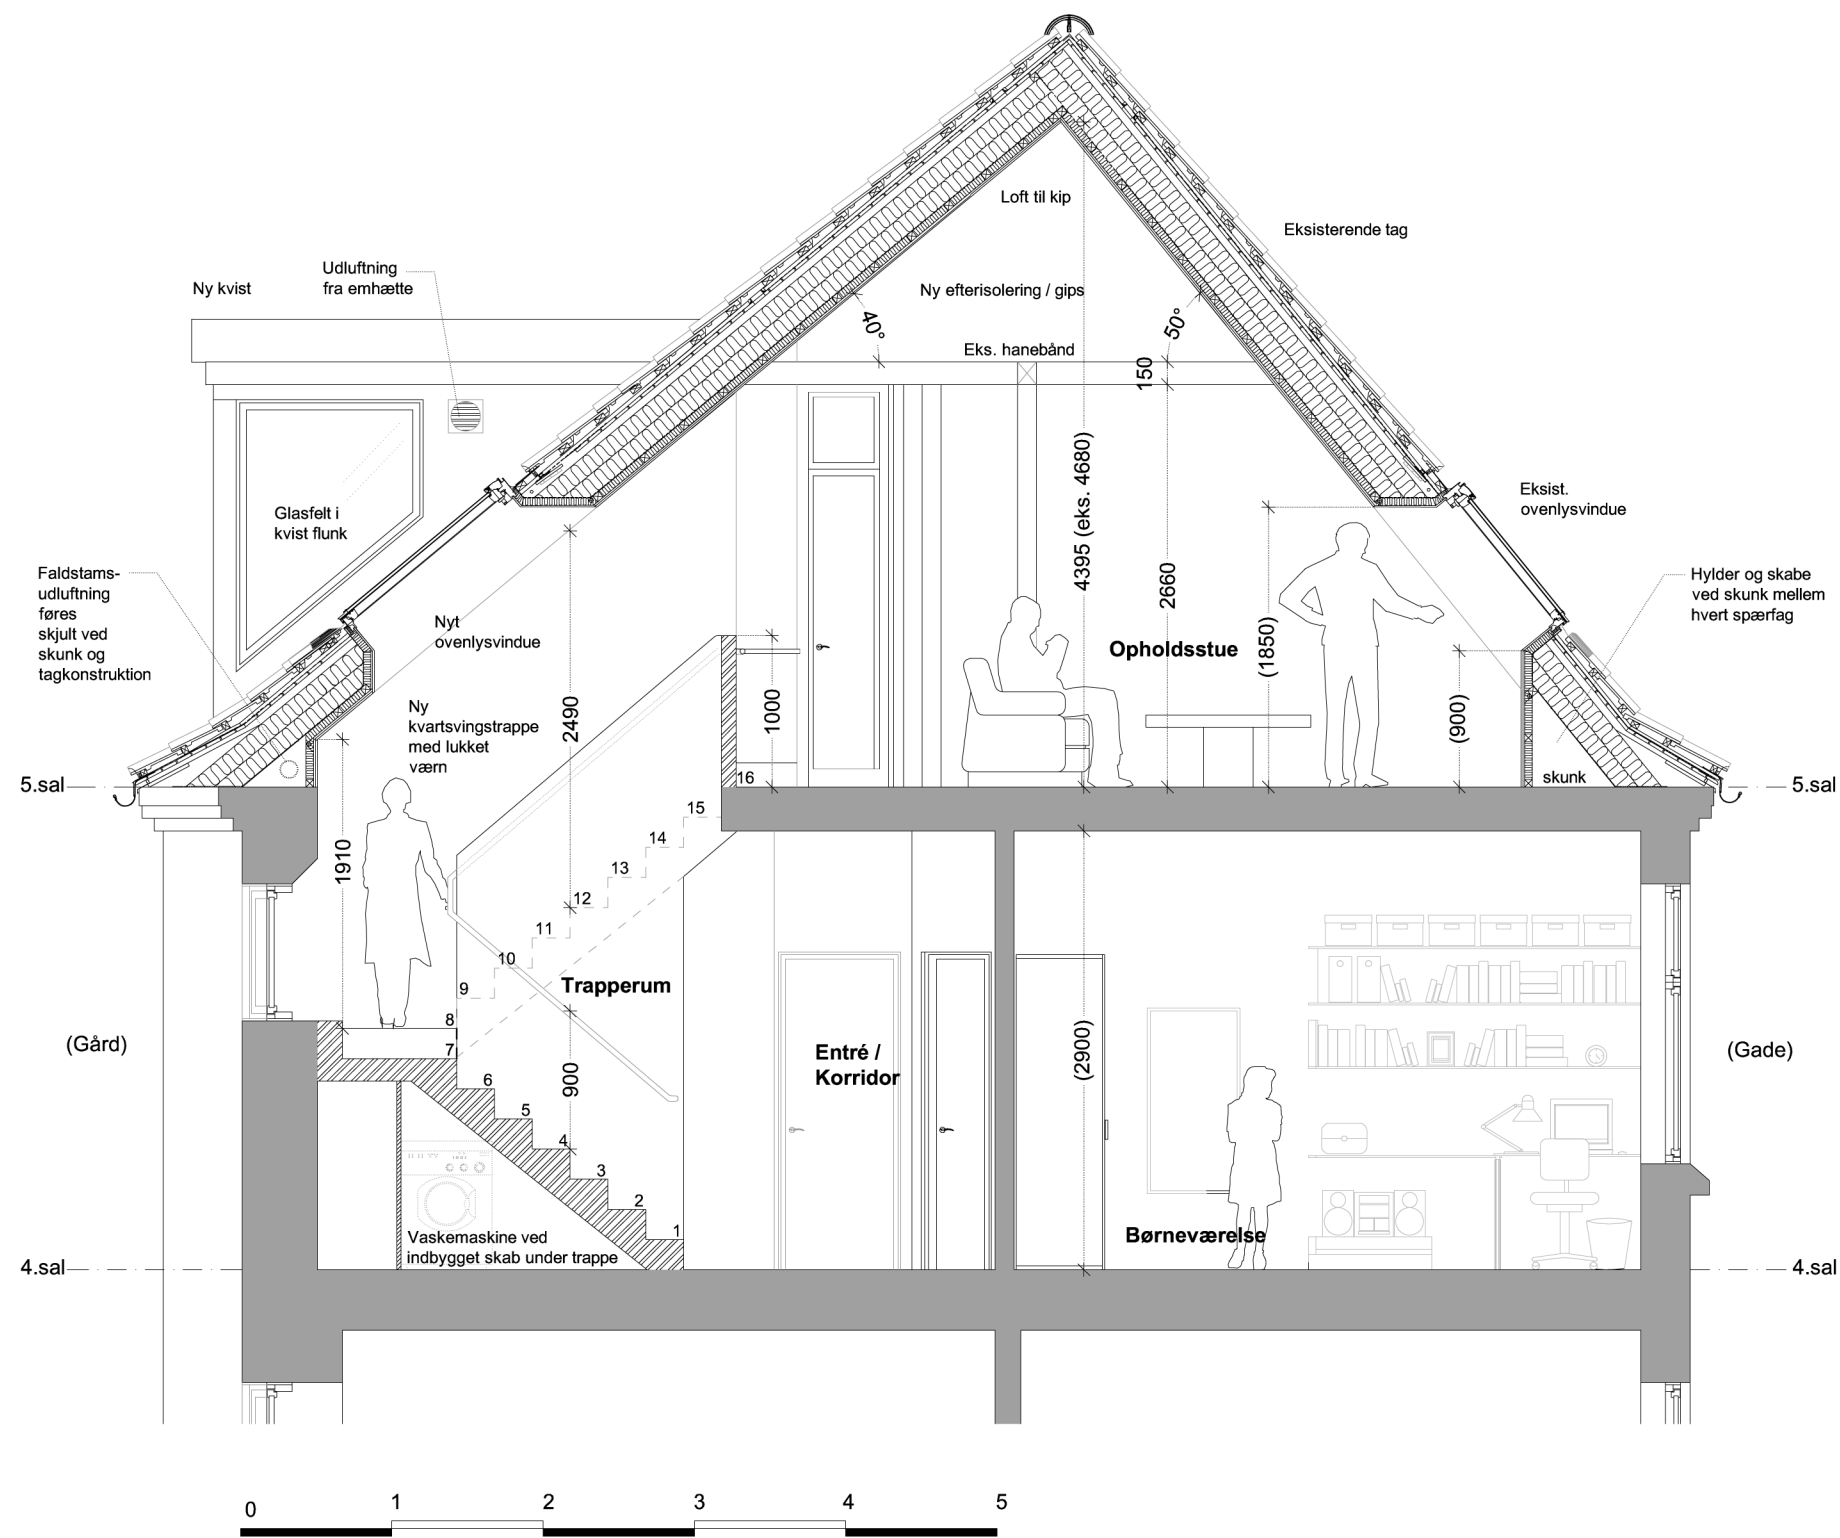 Loft til kip
Eksisterende tag
Udluftning
fra emhætte
Ny kvist
Ny efterisolering / gips
40°
50°
Eks. hanebånd
150
4395 (eks. 4680)
2660
Glasfelt i
kvist flunk
Eksist.
ovenlysvindue
Faldstams-
udluftning
føres
skjult ved
skunk og
tagkonstruktion
Hylder og skabe
ved skunk mellem
hvert spærfag
Nyt
ovenlysvindue
Opholdsstue
(1850)
2490
1000
(900)
Ny
kvartsvingstrappe
med lukket
værn
5.sal
16
skunk
5.sal
15
14
13
12
11
10
9
8
7
6
5
4
3
2
1
1910
Trapperum
900
(Gård)
Entré /
Korridor
(2900)
(Gade)
Vaskemaskine ved
indbygget skab under trappe
Børneværelse
4.sal
4.sal
0 1 2 3 4 5